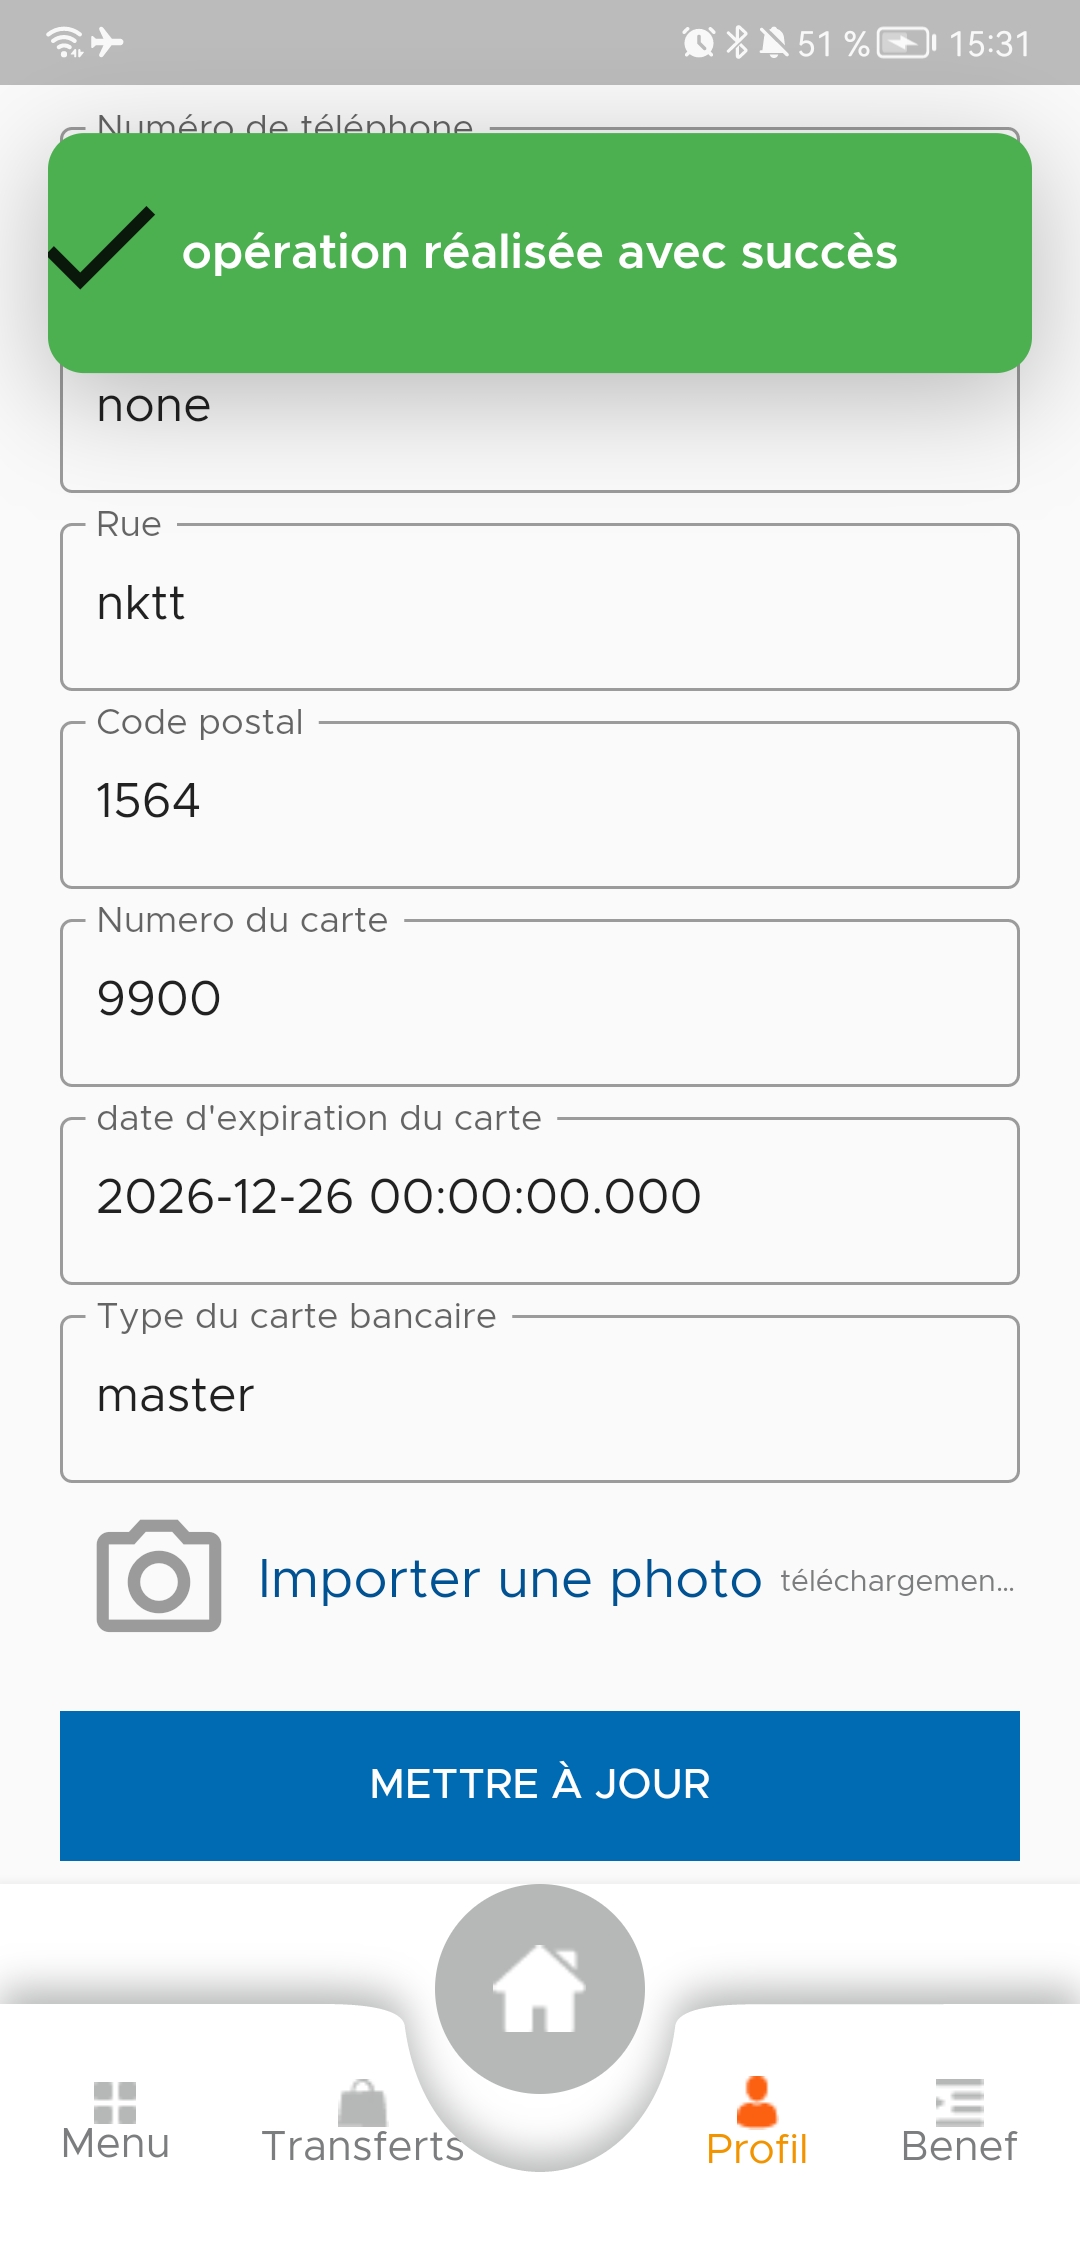 51 % 15:31
Numéro de téléphone
opération réalisée avec succès
none
Rue
nktt
Code postal
1564
Numero du carte
9900
date d'expiration du carte
2026-12-26 00:00:00.000
Type du carte bancaire
master
Importer une photo téléchargemen...
METTRE À JOUR
Menu Transferts Profil Benef